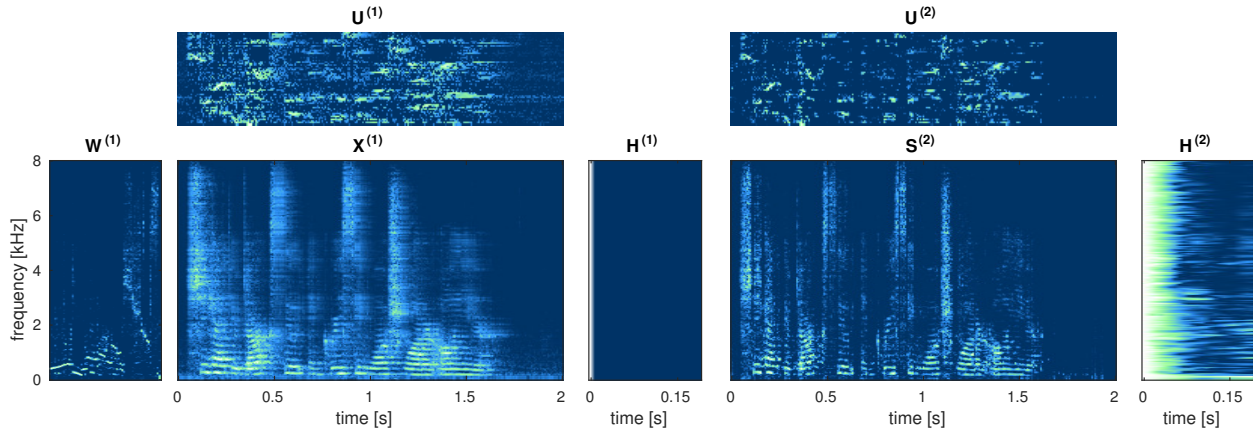 U(1) U(2)
W(1) X(1) H(1) S(2) H(2)
8
6
4
2
0
frequency [kHz]
0 0.5 1 1.5 2 0 0.15 0 0.5 1 1.5 2 0 0.15
time [s] time [s] time [s] time [s]